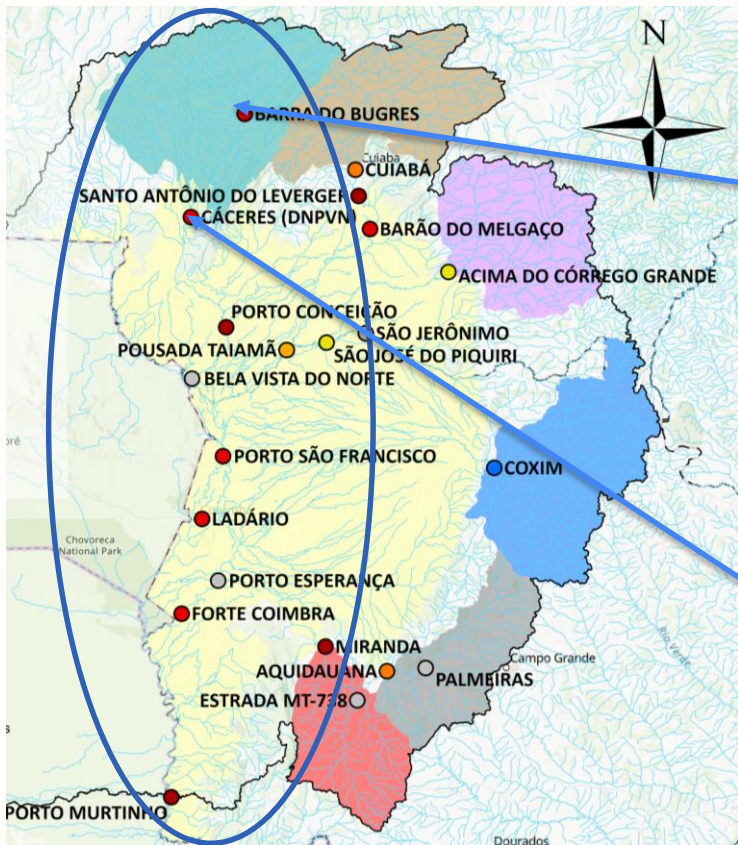 N
BARRA DO BUGRES
Cuiaba
CUIABÁ
SANTO ANTÔNIO DO LEVERGER
CÁCERES (DNPVN)
BARÃO DO MELGAÇO
ACIMA DO CÓRREGO GRANDE
PORTO CONCEIÇÃO
SÃO JERÔNIMO
POUSADA TAIAMÃ
SÃO JOSÉ DO PIQUIRI
BELA VISTA DO NORTE
PORTO SÃO FRANCISCO
COXIM
LADÁRIO
Chovoreca
National Park
PORTO ESPERANÇA
FORTE COIMBRA
Rio Verde
MIRANDA
Campo Grande
AQUIDAUANA
PALMEIRAS
ESTRADA MT-738
PORTO MURTINHO
Dourados